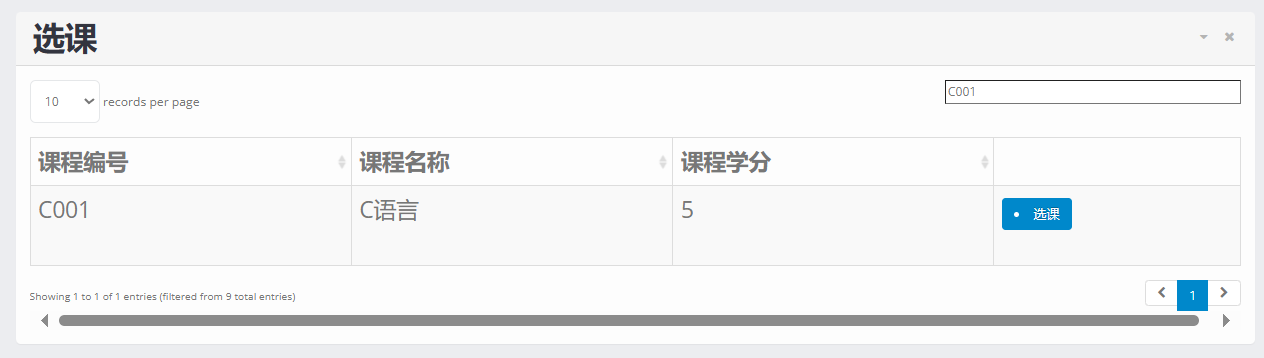 选课
10 records per page
C001
课程编号 课程名称 课程学分
C001 C语言 5 选课
Showing 1 to 1 of 1 entries (filtered from 9 total entries)
1